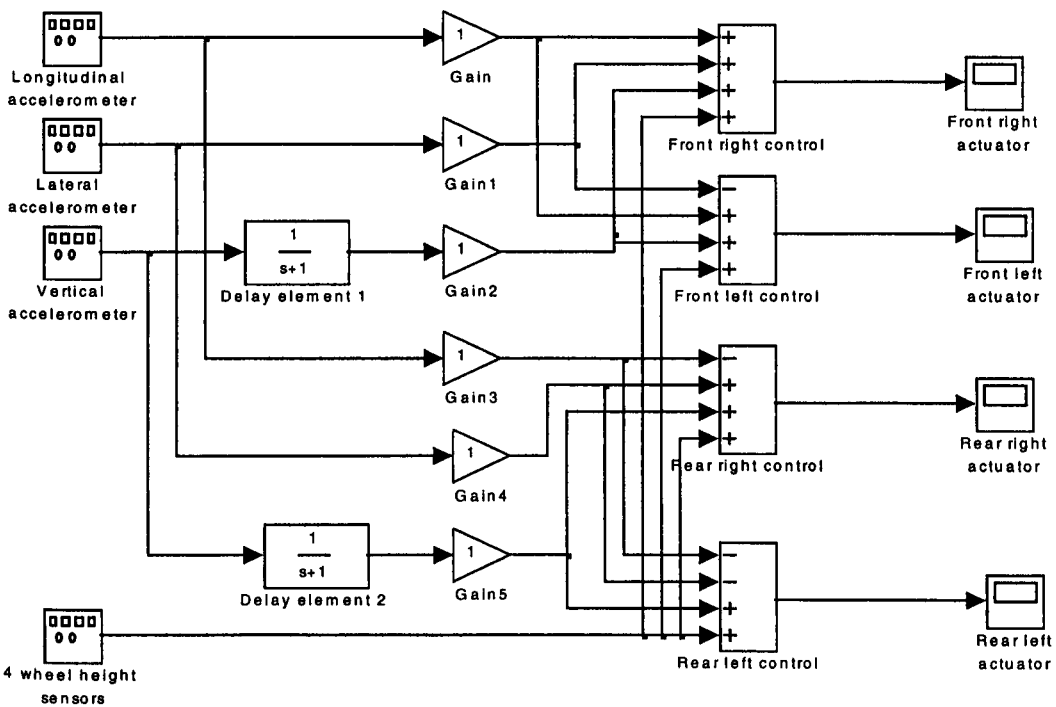 Longitudinal
accelerometer
Lateral
accelerometer
Vertical
accelerometer
4 wheel height
sensors
1
s+1
Delay element 1
1
s+1
Delay element 2
1
Gain
1
Gain1
1
Gain2
1
Gain3
1
Gain4
1
Gain5
+
+
+
+
Front right control
−
+
+
+
Front left control
−
+
+
+
Rear right control
−
−
+
+
Rear left control
Front right
actuator
Front left
actuator
Rear right
actuator
Rear left
actuator